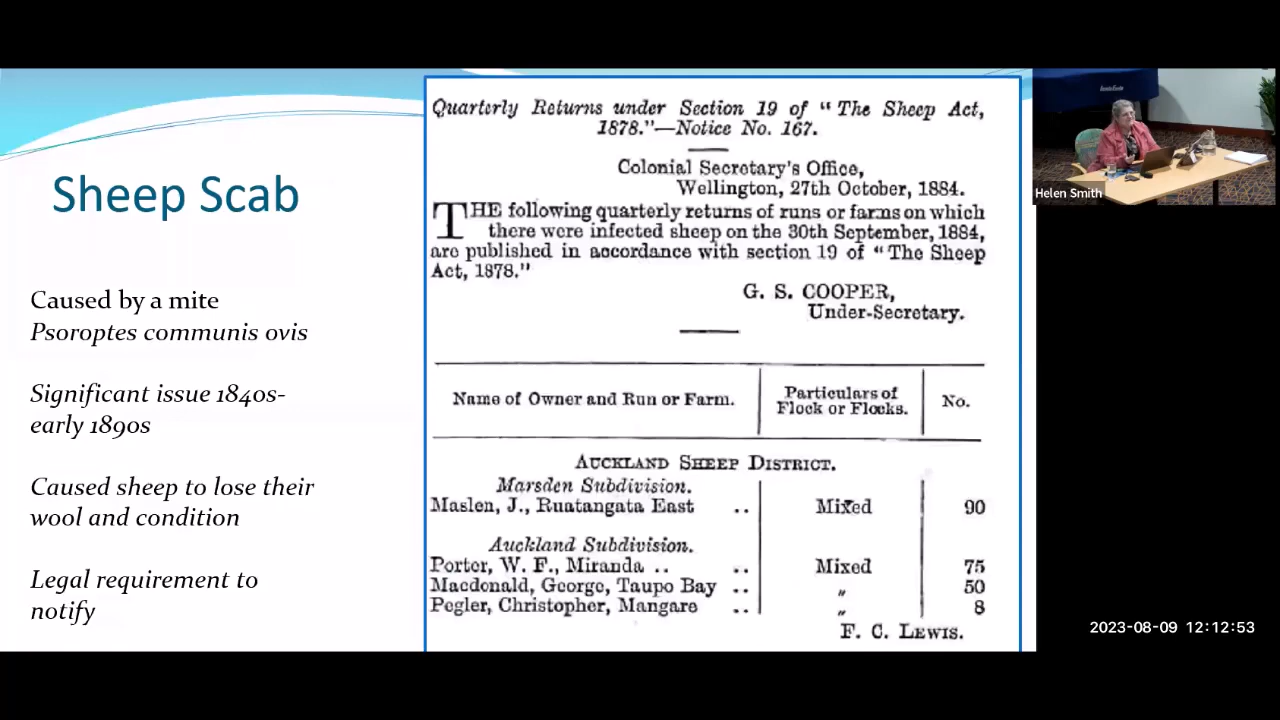 Sheep Scab
Caused by a mite
Psoroptes communis ovis
Significant issue 1840s-
early 1890s
Caused sheep to lose their
wool and condition
Legal requirement to
notify
Quarterly Returns under Section 19 of "The Sheep Act,
1878."—Notice No. 167.
Colonial Secretary's Office,
Wellington, 27th October, 1884.
THE following quarterly returns of runs or farms on which
there were infected sheep on the 30th September, 1884,
are published in accordance with section 19 of "The Sheep
Act, 1878."
G. S. COOPER,
Under-Secretary.
Name of Owner and Run or Farm. Particulars of Flock or Flocks. No.
AUCKLAND SHEEP DISTRICT.
Marsden Subdivision.
Maslen, J., Ruatangata East .. Mixed 90
Auckland Subdivision.
Porter, W. F., Miranda .. .. Mixed 75
Macdonald, George, Taupo Bay .. " 50
Pegler, Christopher, Mangare .. " 8
F. C. LEWIS.
Helen Smith
2023-08-09 12:12:53